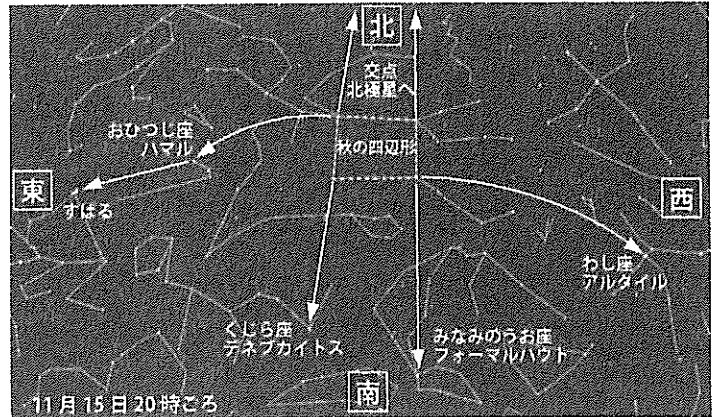 北
交点
北極星へ
おひつじ座
ハマル
秋の四辺形
東
すばる
西
わし座
アルタイル
くじら座
デネブカイトス
みなみのうお座
フォーマルハウト
南
11月15日20時ごろ